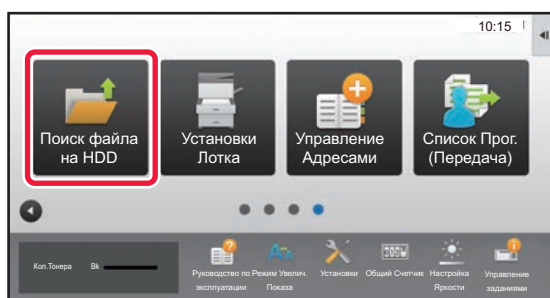 10:15
Поиск файла
на HDD
Установки
Лотка
Управление
Адресами
Список Прог.
(Передача)
Кол.Тонера Bk
Руководство по
эксплуатации
Режим Увелич.
Показа
Установки
Общий Счетчик
Настройка
Яркости
Управление
заданиями